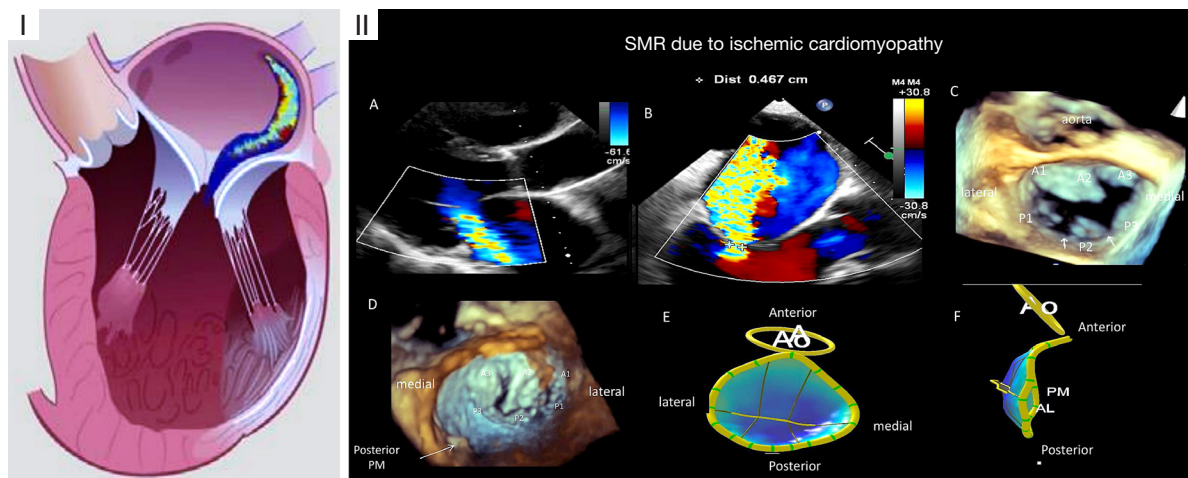 I
II
SMR due to ischemic cardiomyopathy
A
-61.6
cm/s
Dist 0.467 cm
B
P
M4 M4
+30.8
-30.8
cm/s
C
aorta
A1
A2
A3
lateral
medial
P1
P3
P2
D
medial
lateral
A2
A1
P3
P2
P1
Posterior
PM
E
Anterior
Ao
lateral
medial
Posterior
F
Ao
Anterior
PM
AL
Posterior